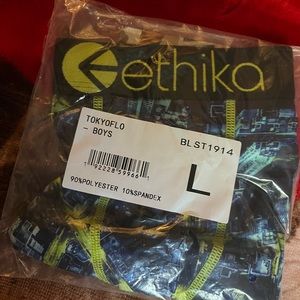 ethika
TOKYOFLO
- BOYS
BLST1914
L
90%POLYESTER 10%SPANDEX